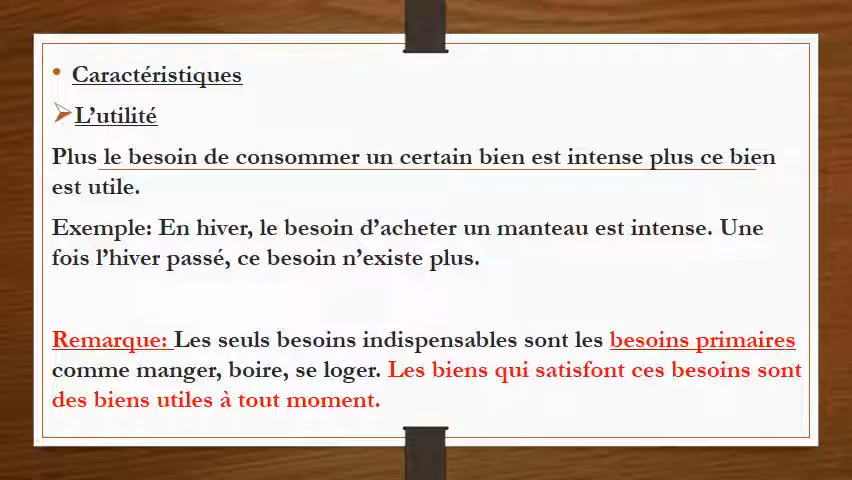 • Caractéristiques
➢ L’utilité
Plus le besoin de consommer un certain bien est intense plus ce bien
est utile.
Exemple: En hiver, le besoin d’acheter un manteau est intense. Une
fois l’hiver passé, ce besoin n’existe plus.
Remarque: Les seuls besoins indispensables sont les besoins primaires
comme manger, boire, se loger. Les biens qui satisfont ces besoins sont
des biens utiles à tout moment.